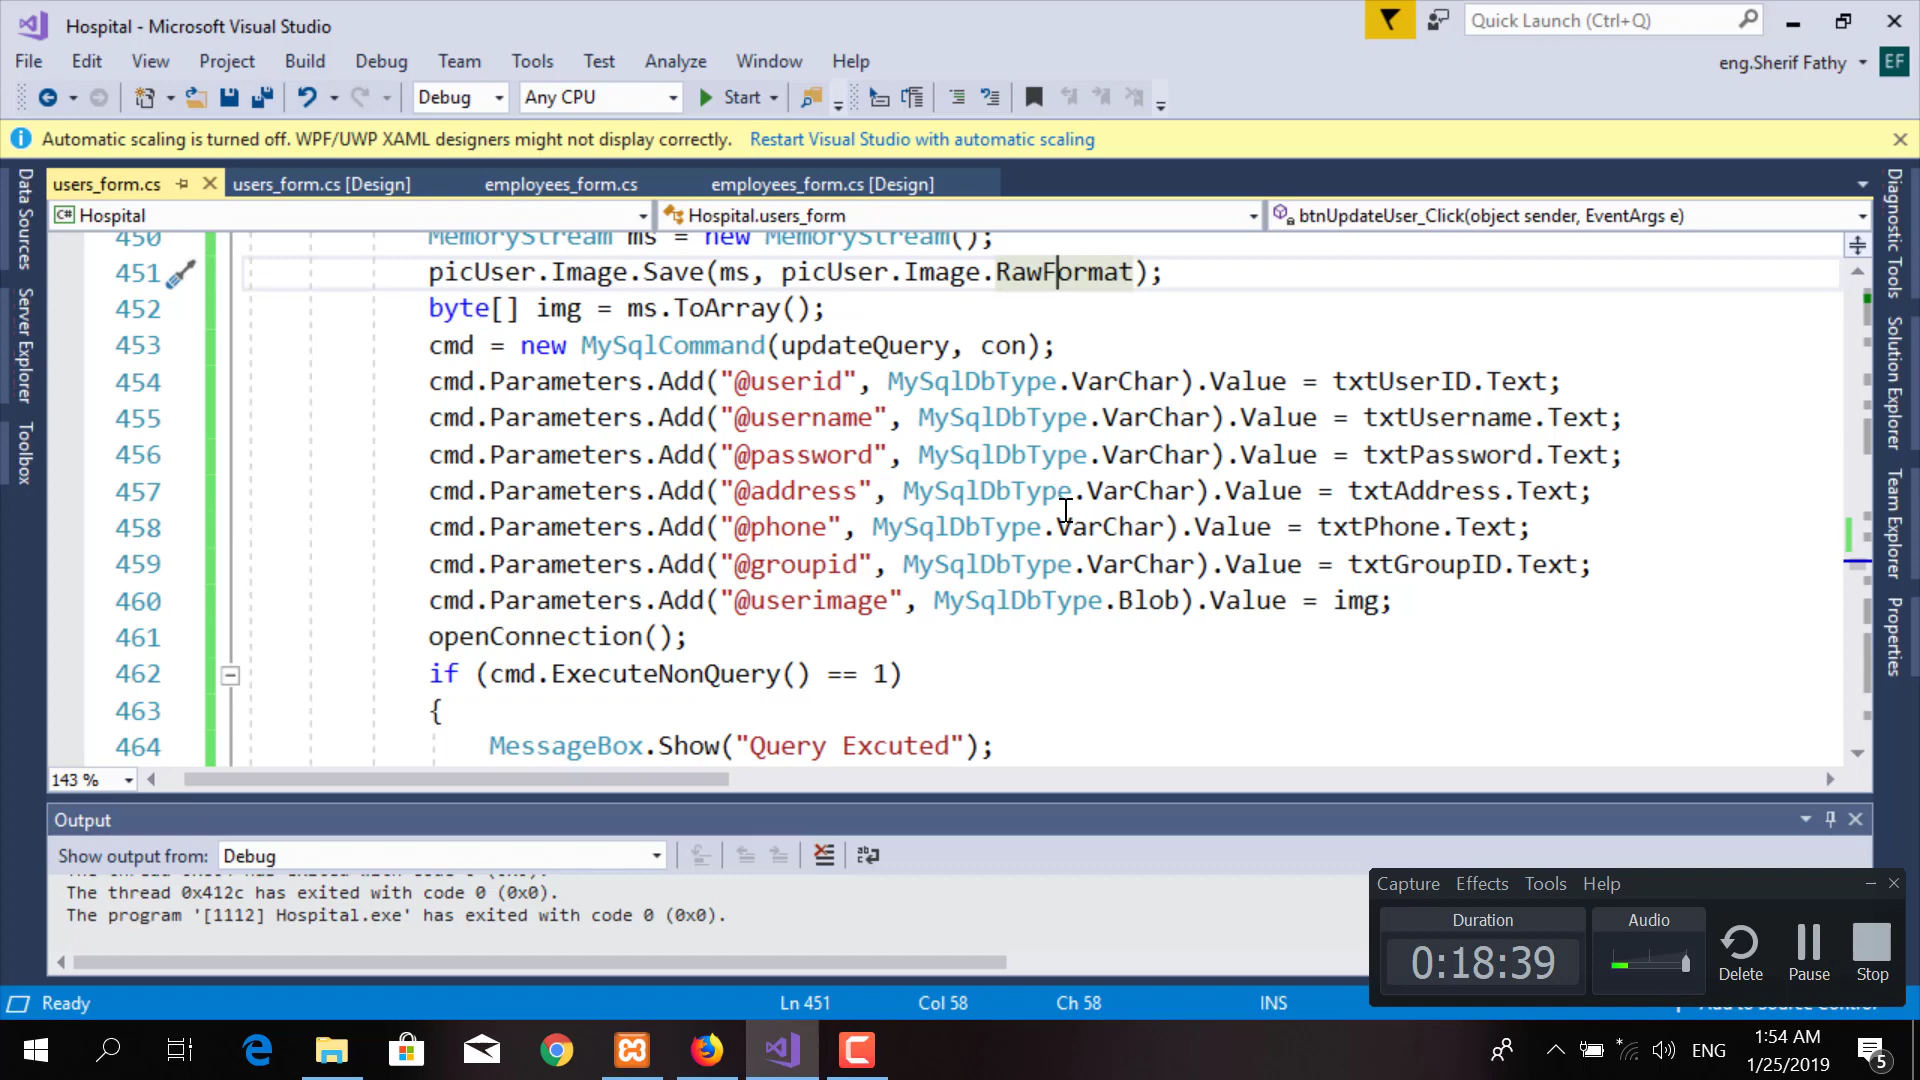 Hospital - Microsoft Visual Studio
Quick Launch (Ctrl+Q)
File Edit View Project Build Debug Team Tools Test Analyze Window Help
eng.Sherif Fathy EF
Debug Any CPU Start
Automatic scaling is turned off. WPF/UWP XAML designers might not display correctly. Restart Visual Studio with automatic scaling
users_form.cs users_form.cs [Design] employees_form.cs employees_form.cs [Design]
C# Hospital Hospital.users_form btnUpdateUser_Click(object sender, EventArgs e)
Data Sources
Server Explorer
Toolbox
450 MemoryStream ms = new MemoryStream();
451 picUser.Image.Save(ms, picUser.Image.RawFormat);
452 byte[] img = ms.ToArray();
453 cmd = new MySqlCommand(updateQuery, con);
454 cmd.Parameters.Add("@userid", MySqlDbType.VarChar).Value = txtUserID.Text;
455 cmd.Parameters.Add("@username", MySqlDbType.VarChar).Value = txtUsername.Text;
456 cmd.Parameters.Add("@password", MySqlDbType.VarChar).Value = txtPassword.Text;
457 cmd.Parameters.Add("@address", MySqlDbType.VarChar).Value = txtAddress.Text;
458 cmd.Parameters.Add("@phone", MySqlDbType.VarChar).Value = txtPhone.Text;
459 cmd.Parameters.Add("@groupid", MySqlDbType.VarChar).Value = txtGroupID.Text;
460 cmd.Parameters.Add("@userimage", MySqlDbType.Blob).Value = img;
461 openConnection();
462 if (cmd.ExecuteNonQuery() == 1)
463 {
464 MessageBox.Show("Query Excuted");
Diagnostic Tools
Solution Explorer
Team Explorer
Properties
143 %
Output
Show output from: Debug
The thread 0x412c has exited with code 0 (0x0).
The program '[1112] Hospital.exe' has exited with code 0 (0x0).
Capture Effects Tools Help
Duration Audio
0:18:39
Delete Pause Stop
Ready Ln 451 Col 58 Ch 58 INS
ENG
1:54 AM
1/25/2019
5